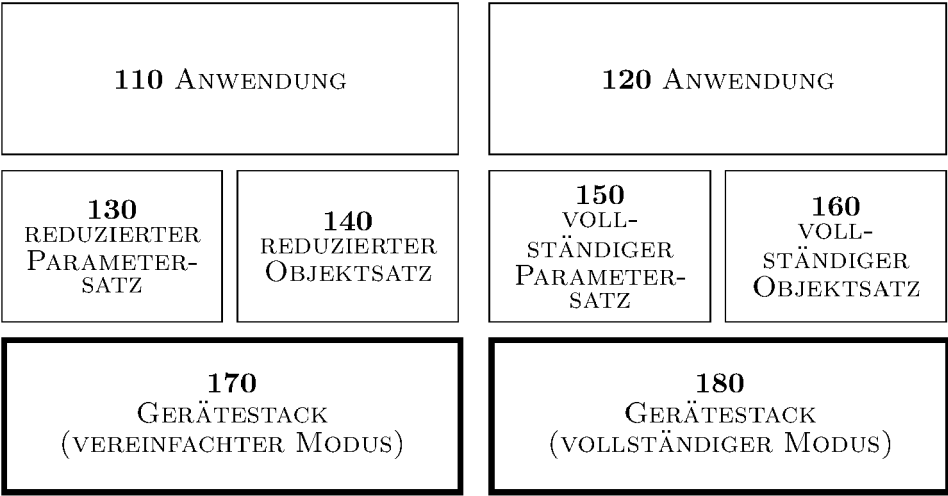 110 Anwendung
120 Anwendung
130
reduzierter
Parameter-
satz
140
reduzierter
Objektsatz
150
voll-
ständiger
Parameter-
satz
160
voll-
ständiger
Objektsatz
170
Gerätestack
(vereinfachter Modus)
180
Gerätestack
(vollständiger Modus)